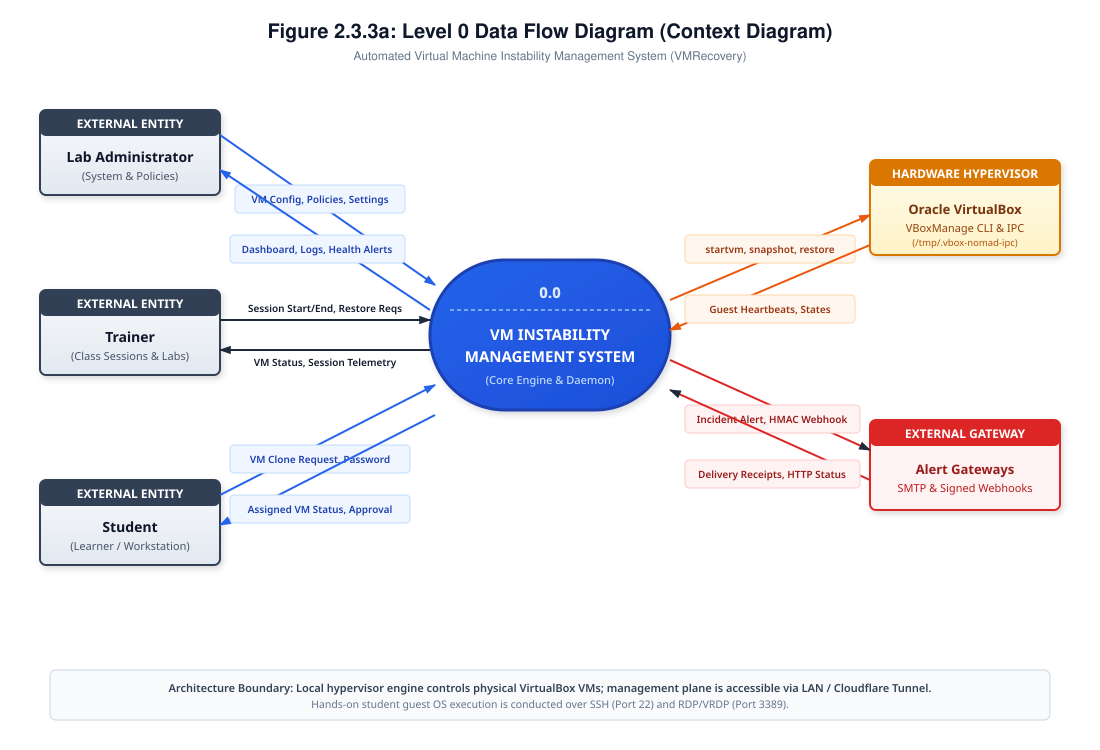 Figure 2.3.3a: Level 0 Data Flow Diagram (Context Diagram)
Automated Virtual Machine Instability Management System (VMRecovery)
EXTERNAL ENTITY
Lab Administrator
(System & Policies)
VM Config, Policies, Settings
Dashboard, Logs, Health Alerts
EXTERNAL ENTITY
Trainer
(Class Sessions & Labs)
Session Start/End, Restore Reqs
VM Status, Session Telemetry
EXTERNAL ENTITY
Student
(Learner / Workstation)
VM Clone Request, Password
Assigned VM Status, Approval
0.0
VM INSTABILITY
MANAGEMENT SYSTEM
(Core Engine & Daemon)
HARDWARE HYPERVISOR
Oracle VirtualBox
VBoxManage CLI & IPC
(/tmp/.vbox-nomad-ipc)
startvm, snapshot, restore
Guest Heartbeats, States
EXTERNAL GATEWAY
Alert Gateways
SMTP & Signed Webhooks
Incident Alert, HMAC Webhook
Delivery Receipts, HTTP Status
Architecture Boundary: Local hypervisor engine controls physical VirtualBox VMs; management plane is accessible via LAN / Cloudflare Tunnel.
Hands-on student guest OS execution is conducted over SSH (Port 22) and RDP/VRDP (Port 3389).